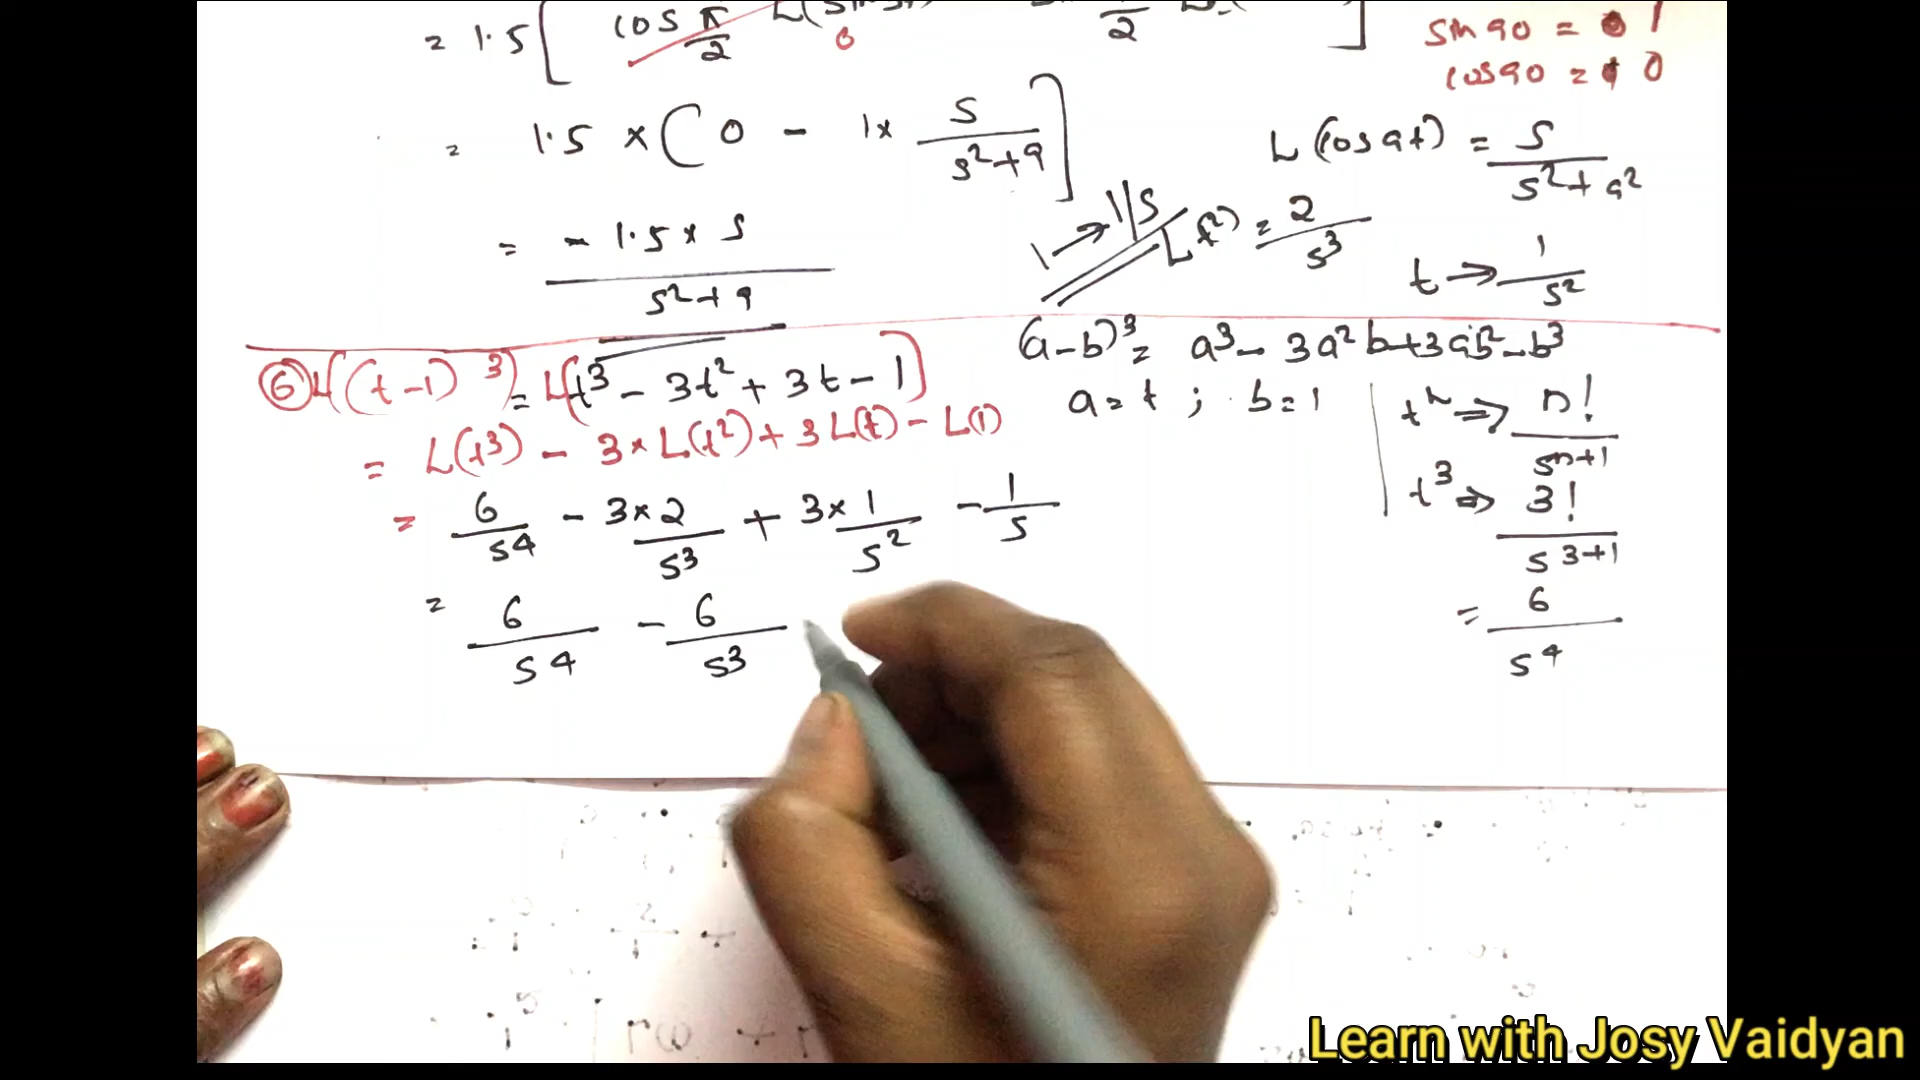 = 1.5 [ cos π/2
0
2
]
sin 90 = 1
cos 90 = 0
= 1.5 × ( 0 - 1× s/(s²+9) ]
L (cos at) = s/(s²+a²)
= - 1.5 × s / (s²+9)
1 → 1/s
L t²) = 2/s³
t → 1/s²
⑥ L((t-1)³) = L(t³ - 3t² + 3t - 1)
(a-b)³ = a³ - 3a²b + 3ab² - b³
a = t ; b = 1
= L(t³) - 3×L(t²) + 3L(t) - L(1)
tⁿ ⇒ n!/sⁿ⁺¹
= 6/s⁴ - 3×2/s³ + 3×1/s² - 1/s
t³ ⇒ 3!/s³⁺¹
= 6/s⁴ - 6/s³
= 6/s⁴
Learn with Josy Vaidyan